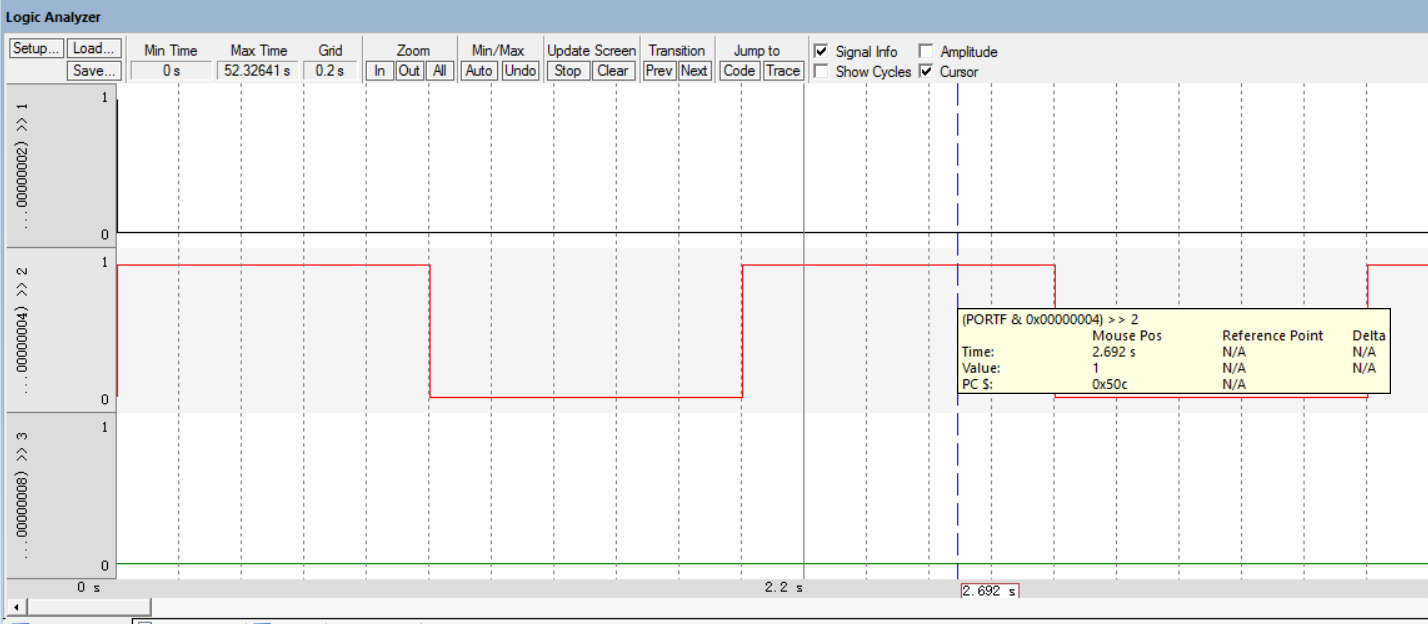 Logic Analyzer
Setup... Load... Min Time Max Time Grid Zoom Min/Max Update Screen Transition Jump to Signal Info Amplitude
Save... 0 s 52.32641 s 0.2 s In Out All Auto Undo Stop Clear Prev Next Code Trace Show Cycles Cursor
1
...00000002) >> 1
0
1
...00000004) >> 2
0
(PORTF & 0x00000004) >> 2
Mouse Pos Reference Point Delta
Time: 2.692 s N/A N/A
Value: 1 N/A N/A
PC $: 0x50c N/A
1
...00000008) >> 3
0
0 s 2.2 s 2.692 s